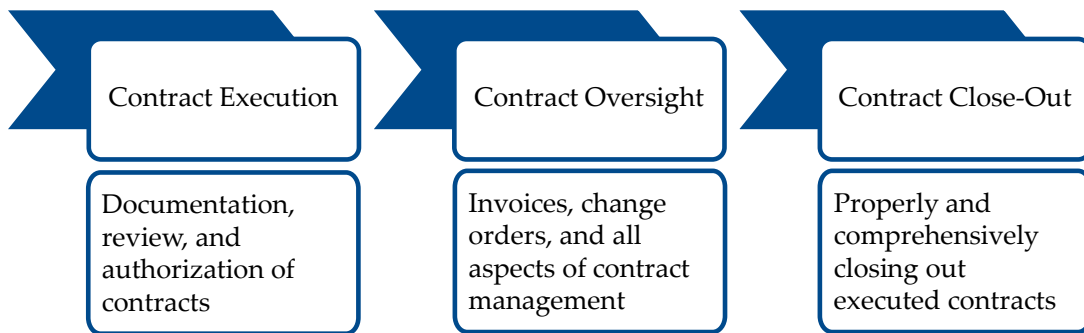 Contract Execution
Contract Oversight
Contract Close-Out
Documentation,
review, and
authorization of
contracts
Invoices, change
orders, and all
aspects of contract
management
Properly and
comprehensively
closing out
executed contracts